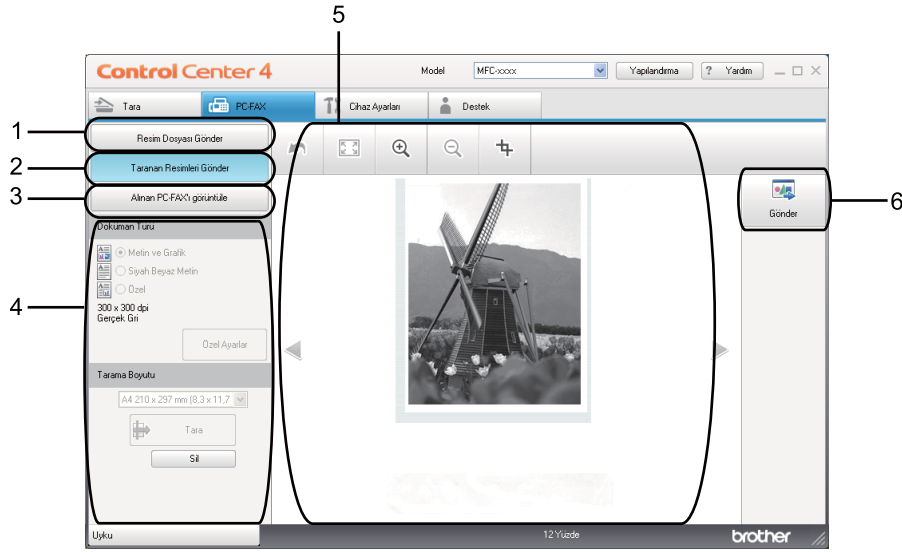 5
Control Center 4
Model
MFC-xxxx
Yapılandırma
? Yardım
Tara
PC-FAX
Cihaz Ayarları
Destek
1
Resim Dosyası Gönder
2
Taranan Resimleri Gönder
3
Alınan PC-FAX'ı görüntüle
Gönder
6
Doküman Türü
Metin ve Grafik
Siyah Beyaz Metin
Özel
4
300 x 300 dpi
Gerçek Gri
Özel Ayarlar
Tarama Boyutu
A4 210 x 297 mm (8,3 x 11,7
Tara
Sil
Uyku
12 Yüzde
brother